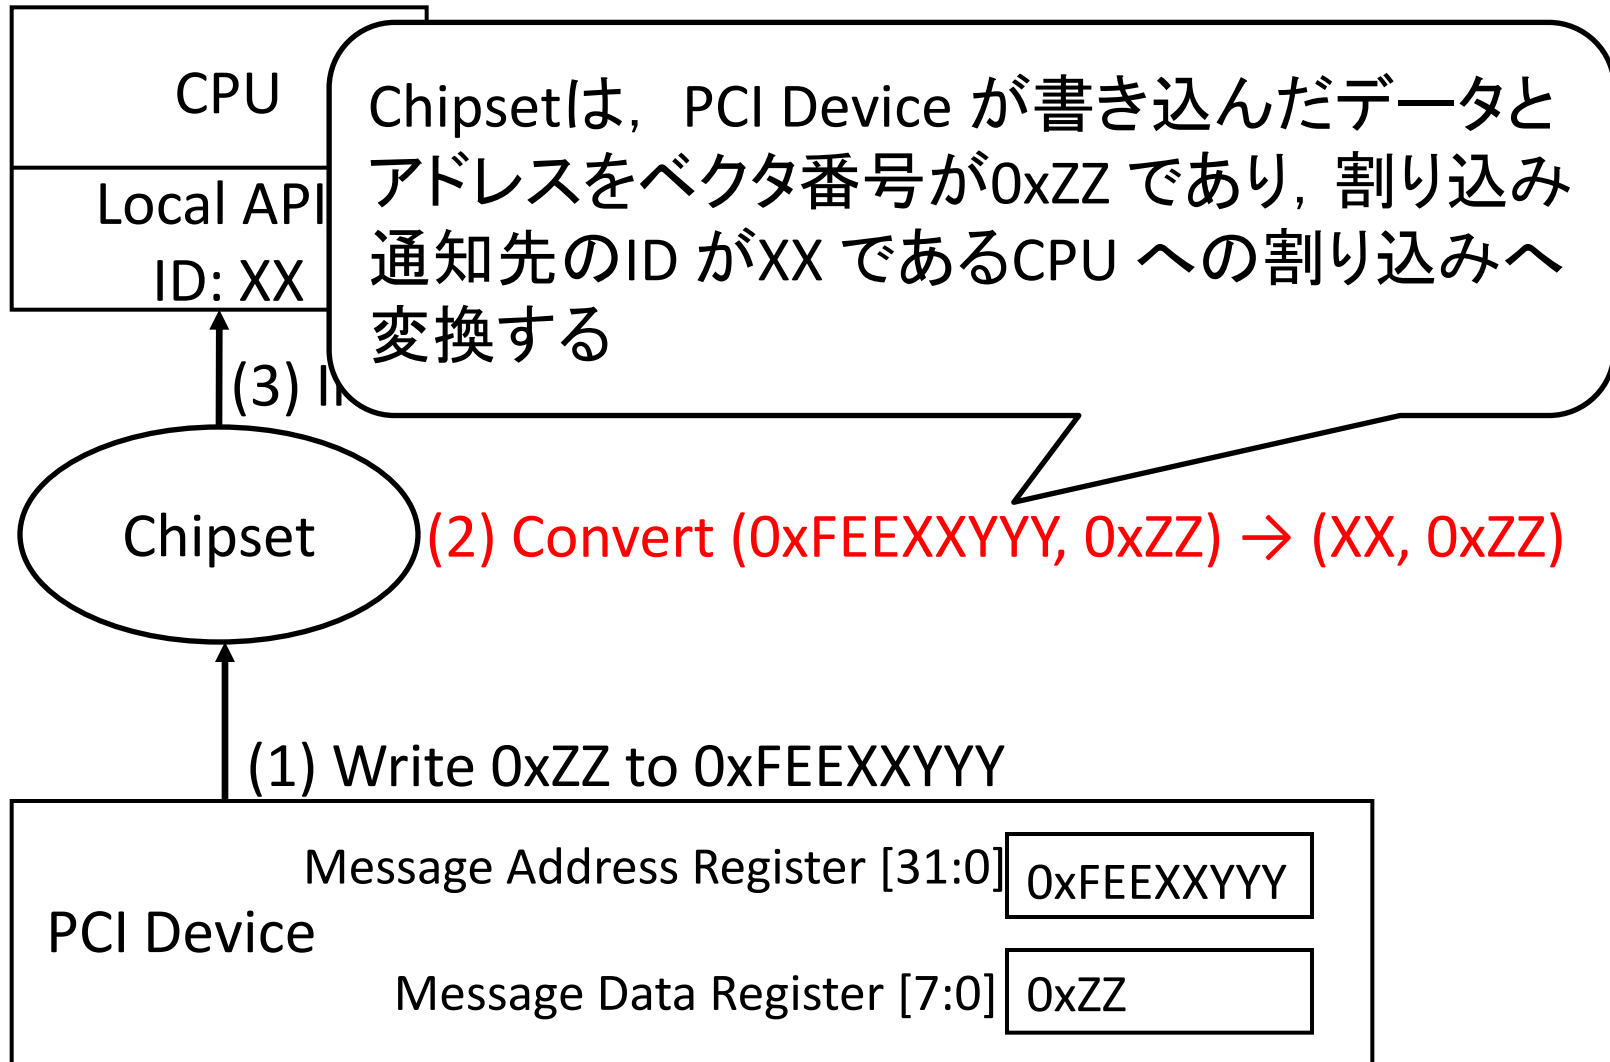 CPU
Local API
ID: XX
Chipsetは, PCI Device が書き込んだデータと
アドレスをベクタ番号が0xZZ であり, 割り込み
通知先のID がXX であるCPU への割り込みへ
変換する
(3)
Chipset
(2) Convert (0xFEEXXYYY, 0xZZ) → (XX, 0xZZ)
(1) Write 0xZZ to 0xFEEXXYYY
Message Address Register [31:0]
0xFEEXXYYY
PCI Device
Message Data Register [7:0]
0xZZ